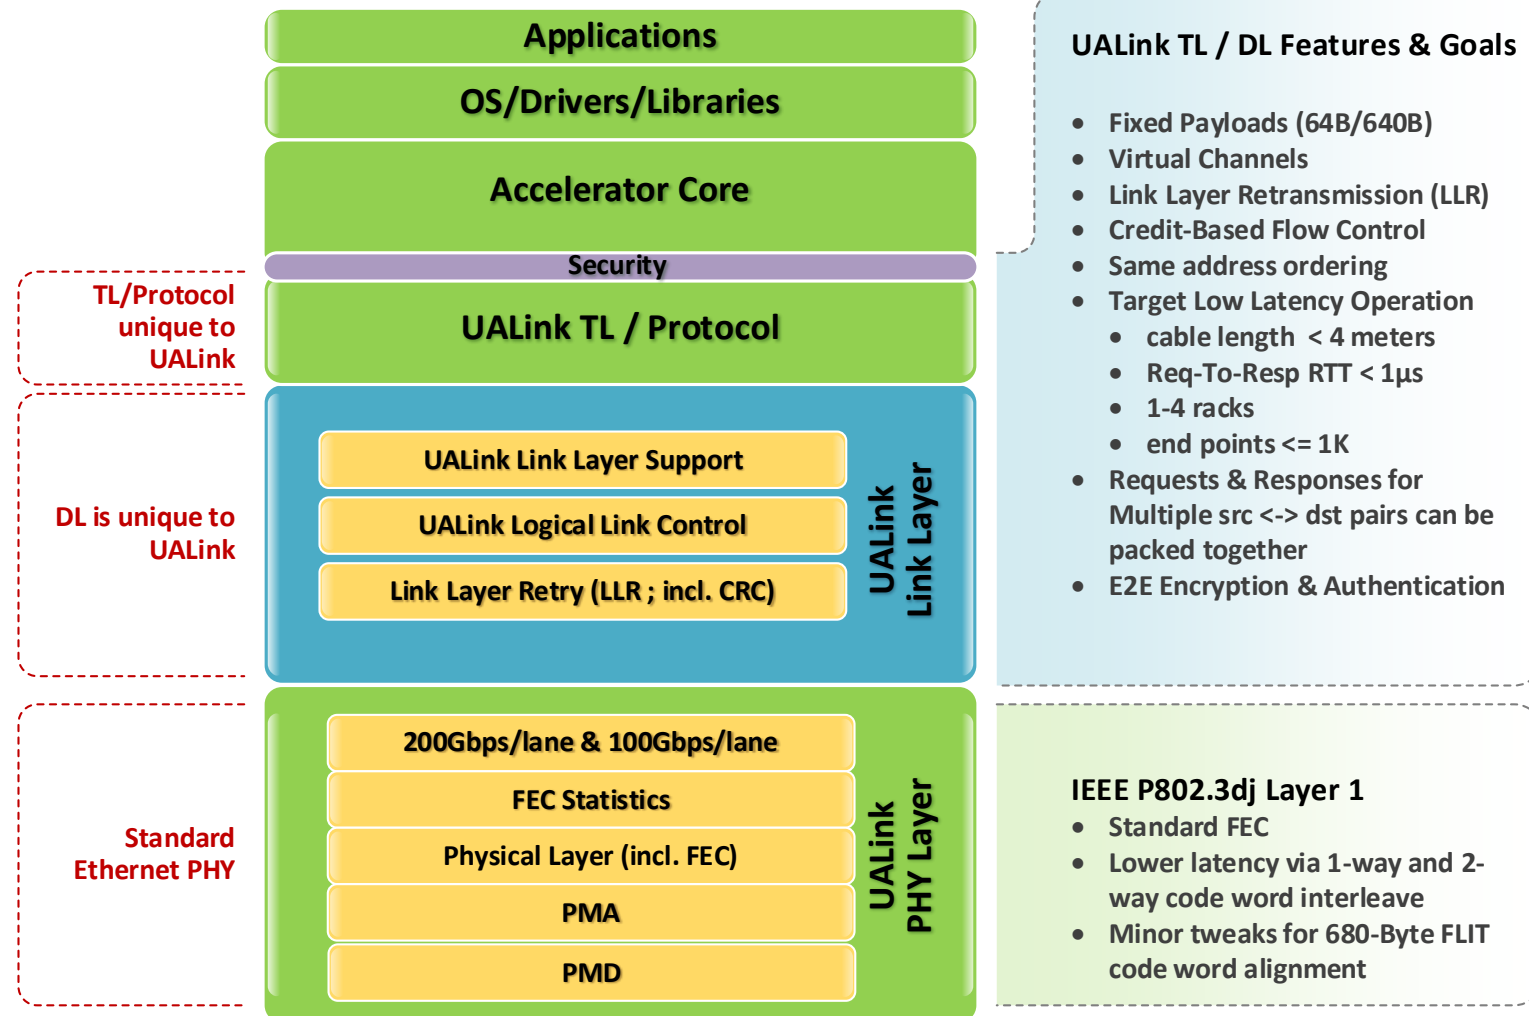 Applications
OS/Drivers/Libraries
Accelerator Core
Security
UALink TL / Protocol
UALink Link Layer Support
UALink Logical Link Control
Link Layer Retry (LLR ; incl. CRC)
UALink
Link Layer
200Gbps/lane & 100Gbps/lane
FEC Statistics
Physical Layer (incl. FEC)
PMA
PMD
UALink
PHY Layer
TL/Protocol
unique to
UALink
DL is unique to
UALink
Standard
Ethernet PHY
UALink TL / DL Features & Goals
• Fixed Payloads (64B/640B)
• Virtual Channels
• Link Layer Retransmission (LLR)
• Credit-Based Flow Control
• Same address ordering
• Target Low Latency Operation
• cable length < 4 meters
• Req-To-Resp RTT < 1µs
• 1-4 racks
• end points <= 1K
• Requests & Responses for
Multiple src <-> dst pairs can be
packed together
• E2E Encryption & Authentication
IEEE P802.3dj Layer 1
• Standard FEC
• Lower latency via 1-way and 2-
way code word interleave
• Minor tweaks for 680-Byte FLIT
code word alignment